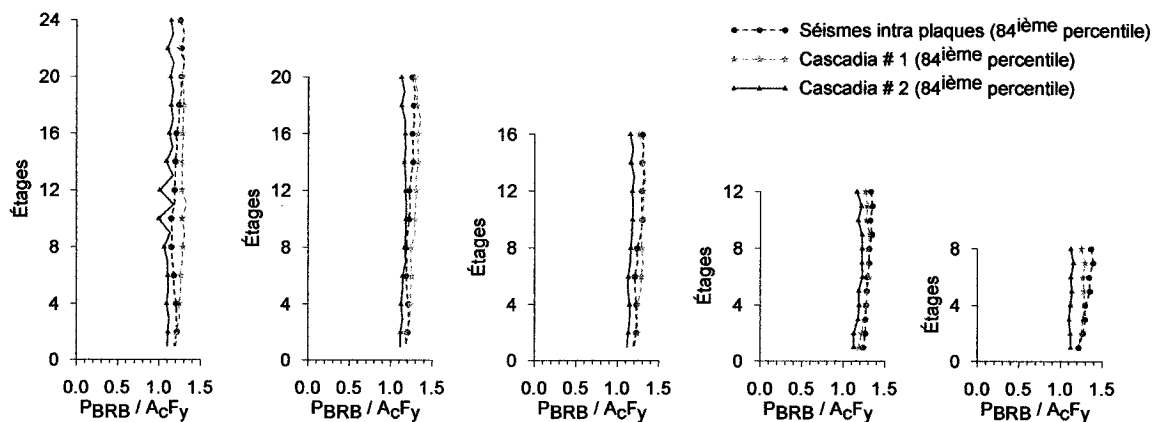 Séismes intra plaques (84ième percentile)
Cascadia # 1 (84ième percentile)
Cascadia # 2 (84ième percentile)
Étages
24
20
16
12
8
4
0
0.0 0.5 1.0 1.5
PBRB / AcFy
Étages
20
16
12
8
4
0
0.0 0.5 1.0 1.5
PBRB / AcFy
Étages
16
12
8
4
0
0.0 0.5 1.0 1.5
PBRB / AcFy
Étages
12
8
4
0
0.0 0.5 1.0 1.5
PBRB / AcFy
Étages
8
4
0
0.0 0.5 1.0 1.5
PBRB / AcFy